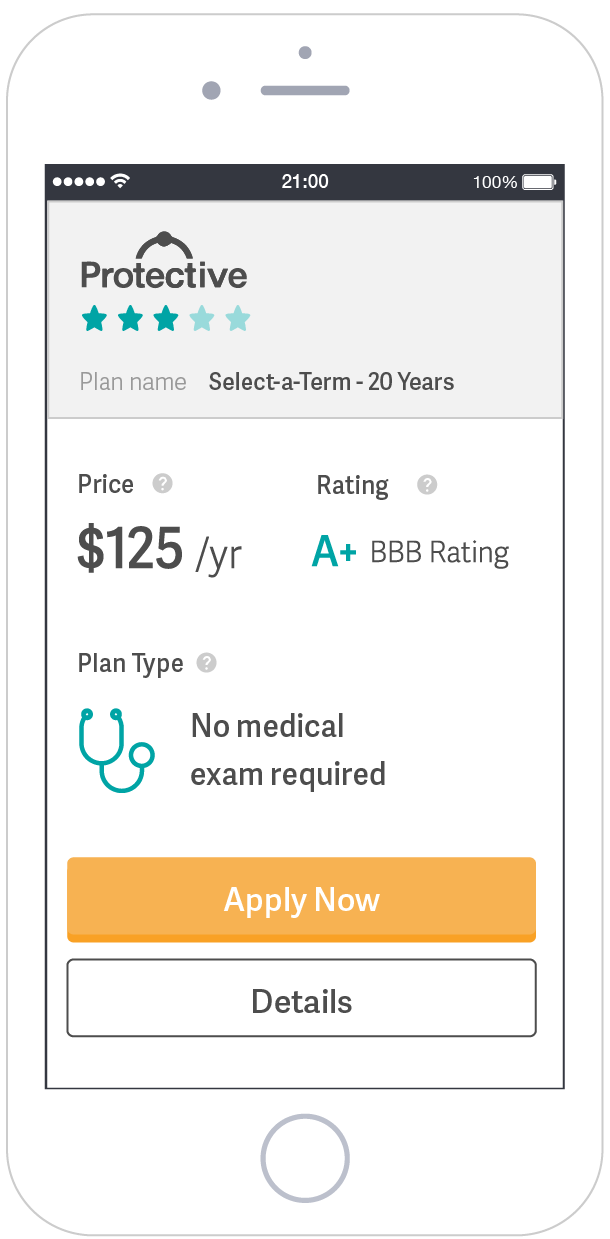 21:00 100%
Protective
Plan name Select-a-Term - 20 Years
Price ? Rating ?
$125 /yr A+ BBB Rating
Plan Type ?
No medical
exam required
Apply Now
Details